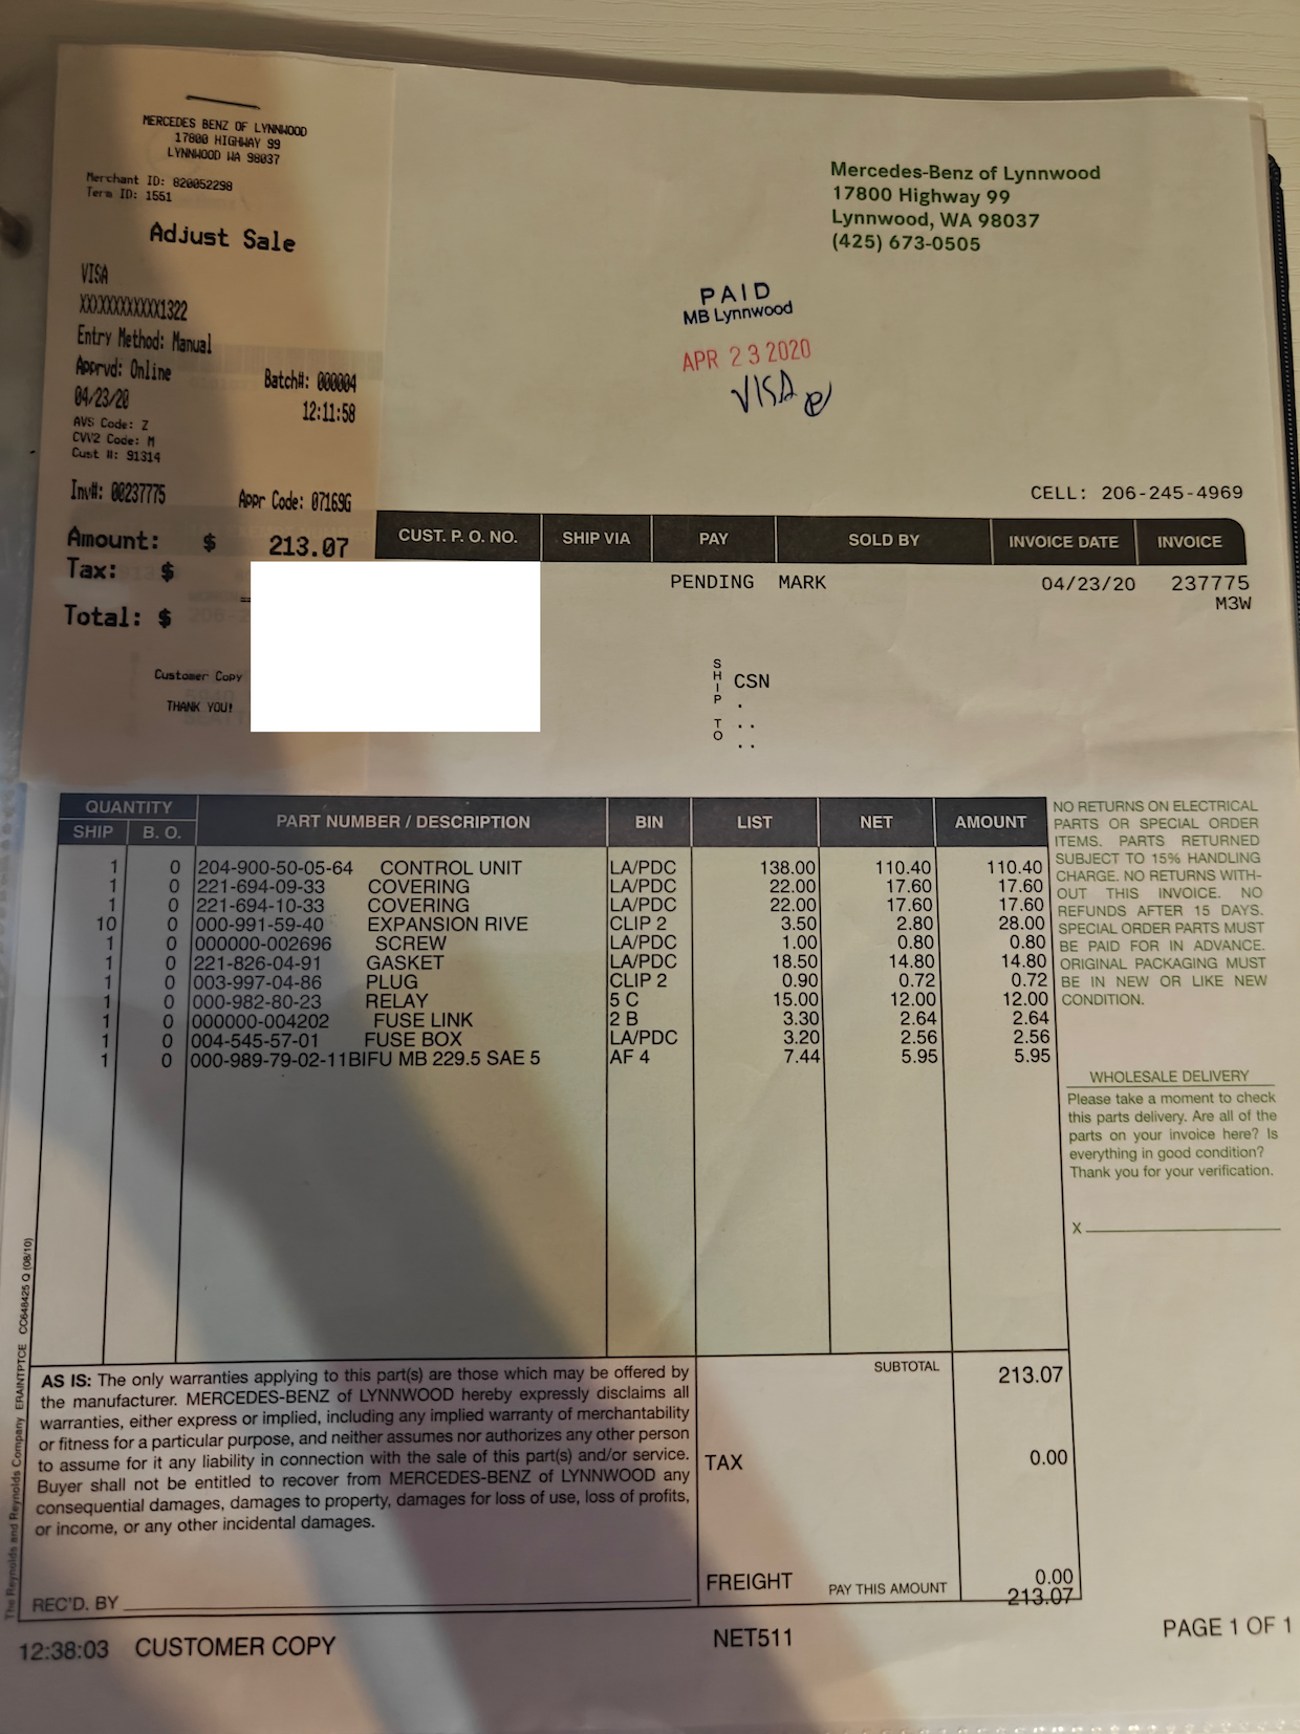 MERCEDES BENZ OF LYNNWOOD
17800 HIGHWAY 99
LYNNWOOD WA 98037
Merchant ID: 820052298
Term ID: 1551
Adjust Sale
VISA
XXXXXXXXXXXX1322
Entry Method: Manual
Apprvd: Online Batch#: 000004
04/23/20 12:11:58
AVS Code: Z
CVV2 Code: M
Cust #: 91314
Inv#: 00237775 Appr Code: 07169G
Amount: $ 213.07
Tax: $
Total: $
Customer Copy
THANK YOU!
Mercedes-Benz of Lynnwood
17800 Highway 99
Lynnwood, WA 98037
(425) 673-0505
PAID
MB Lynnwood
APR 23 2020
VISA
CELL: 206-245-4969
CUST. P. O. NO. SHIP VIA PAY SOLD BY INVOICE DATE INVOICE
PENDING MARK 04/23/20 237775
M3W
SHIP TO
CSN
.
..
..
QUANTITY
SHIP B. O. PART NUMBER / DESCRIPTION BIN LIST NET AMOUNT
1 0 204-900-50-05-64 CONTROL UNIT LA/PDC 138.00 110.40 110.40
1 0 221-694-09-33 COVERING LA/PDC 22.00 17.60 17.60
1 0 221-694-10-33 COVERING LA/PDC 22.00 17.60 17.60
10 0 000-991-59-40 EXPANSION RIVE CLIP 2 3.50 2.80 28.00
1 0 000000-002696 SCREW LA/PDC 1.00 0.80 0.80
1 0 221-826-04-91 GASKET LA/PDC 18.50 14.80 14.80
1 0 003-997-04-86 PLUG CLIP 2 0.90 0.72 0.72
1 0 000-982-80-23 RELAY 5 C 15.00 12.00 12.00
1 0 000000-004202 FUSE LINK 2 B 3.30 2.64 2.64
1 0 004-545-57-01 FUSE BOX LA/PDC 3.20 2.56 2.56
1 0 000-989-79-02-11BIFU MB 229.5 SAE 5 AF 4 7.44 5.95 5.95
NO RETURNS ON ELECTRICAL
PARTS OR SPECIAL ORDER
ITEMS. PARTS RETURNED
SUBJECT TO 15% HANDLING
CHARGE. NO RETURNS WITH-
OUT THIS INVOICE. NO
REFUNDS AFTER 15 DAYS.
SPECIAL ORDER PARTS MUST
BE PAID FOR IN ADVANCE.
ORIGINAL PACKAGING MUST
BE IN NEW OR LIKE NEW
CONDITION.
WHOLESALE DELIVERY
Please take a moment to check
this parts delivery. Are all of the
parts on your invoice here? Is
everything in good condition?
Thank you for your verification.
X
The Reynolds and Reynolds Company ERAINTPTCE CC648425 Q (08/10)
AS IS: The only warranties applying to this part(s) are those which may be offered by
the manufacturer. MERCEDES-BENZ of LYNNWOOD hereby expressly disclaims all
warranties, either express or implied, including any implied warranty of merchantability
or fitness for a particular purpose, and neither assumes nor authorizes any other person
to assume for it any liability in connection with the sale of this part(s) and/or service.
Buyer shall not be entitled to recover from MERCEDES-BENZ of LYNNWOOD any
consequential damages, damages to property, damages for loss of use, loss of profits,
or income, or any other incidental damages.
REC'D. BY
SUBTOTAL 213.07
TAX 0.00
FREIGHT 0.00
PAY THIS AMOUNT 213.07
12:38:03 CUSTOMER COPY NET511 PAGE 1 OF 1